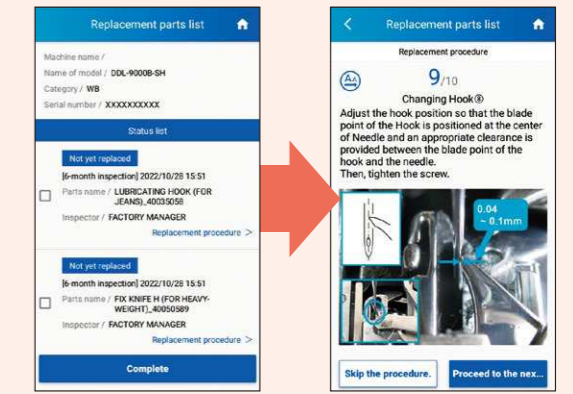 Replacement parts list
Machine name /
Name of model / DDL-9000B-SH
Category / WB
Serial number / XXXXXXXXXX
Status list
Not yet replaced
[6-month inspection] 2022/10/28 15:51
Parts name / LUBRICATING HOOK (FOR
JEANS)_40035058
Inspector / FACTORY MANAGER
Replacement procedure >
Not yet replaced
[6-month inspection] 2022/10/28 15:51
Parts name / FIX KNIFE H (FOR HEAVY-
WEIGHT)_40050589
Inspector / FACTORY MANAGER
Replacement procedure >
Complete
Replacement parts list
Replacement procedure
9/10
Changing Hook⑧
Adjust the hook position so that the blade
point of the Hook is positioned at the center
of Needle and an appropriate clearance is
provided between the blade point of the
hook and the needle.
Then, tighten the screw.
0.04
~ 0.1mm
Skip the procedure.
Proceed to the nex...